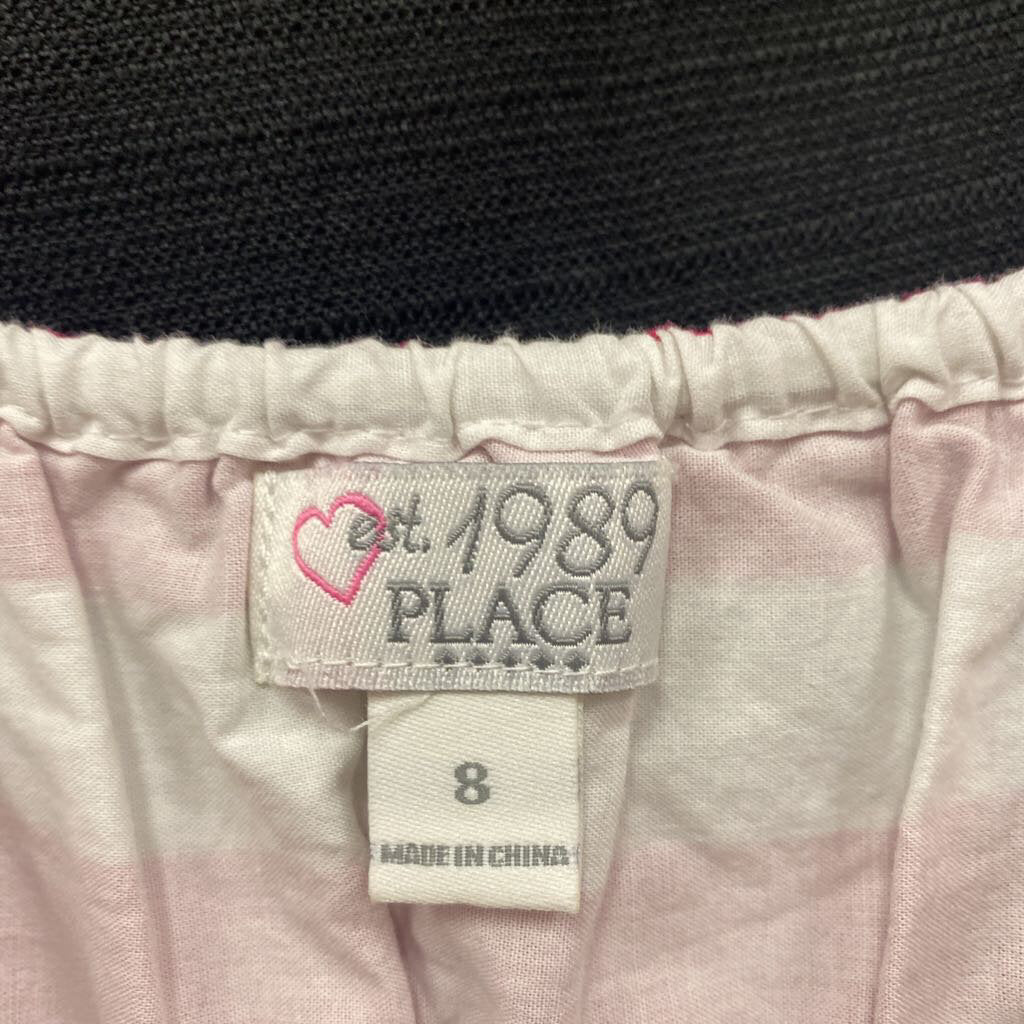 est. 1989
PLACE
8
MADE IN CHINA